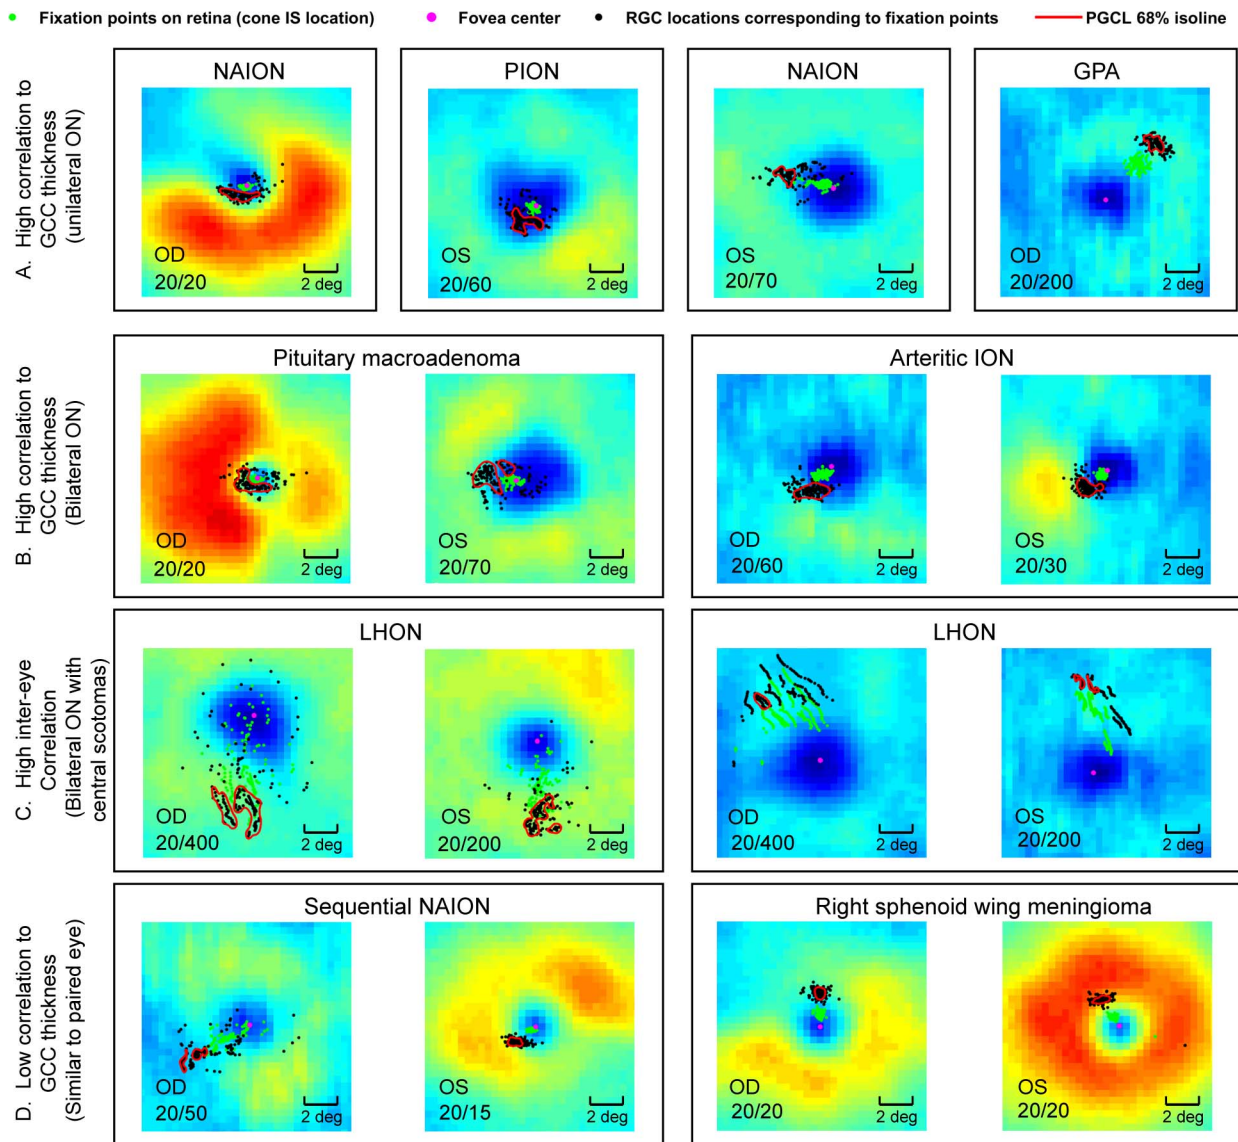 Fixation points on retina (cone IS location) Fovea center RGC locations corresponding to fixation points PGCL 68% isoline
A. High correlation to
GCC thickness
(unilateral ON)
NAION
OD
20/20
2 deg
PION
OS
20/60
2 deg
NAION
OS
20/70
2 deg
GPA
OD
20/200
2 deg
B. High correlation to
GCC thickness
(Bilateral ON)
Pituitary macroadenoma
OD
20/20
2 deg
OS
20/70
2 deg
Arteritic ION
OD
20/60
2 deg
OS
20/30
2 deg
C. High inter-eye
Correlation
(Bilateral ON with
central scotomas)
LHON
OD
20/400
2 deg
OS
20/200
2 deg
LHON
OD
20/400
2 deg
OS
20/200
2 deg
D. Low correlation to
GCC thickness
(Similar to paired eye)
Sequential NAION
OD
20/50
2 deg
OS
20/15
2 deg
Right sphenoid wing meningioma
OD
20/20
2 deg
OS
20/20
2 deg